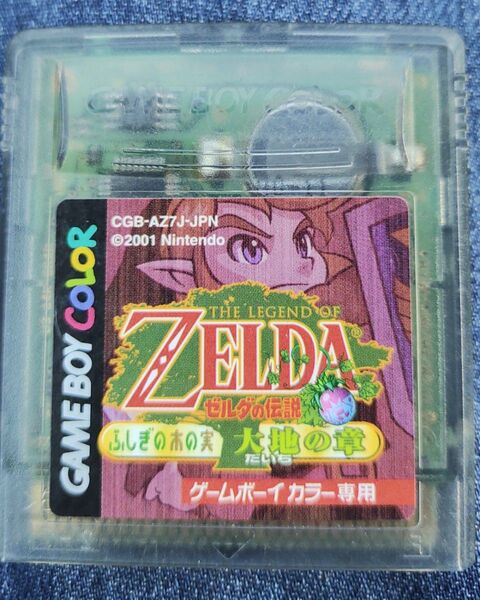 GAME BOY COLOR
CGB-AZ7J-JPN
©2001 Nintendo
GAME BOY COLOR
THE LEGEND OF
ZELDA®
ゼルダの伝説
ふしぎの木の実
大地の章
だいち
ゲームボーイカラー専用